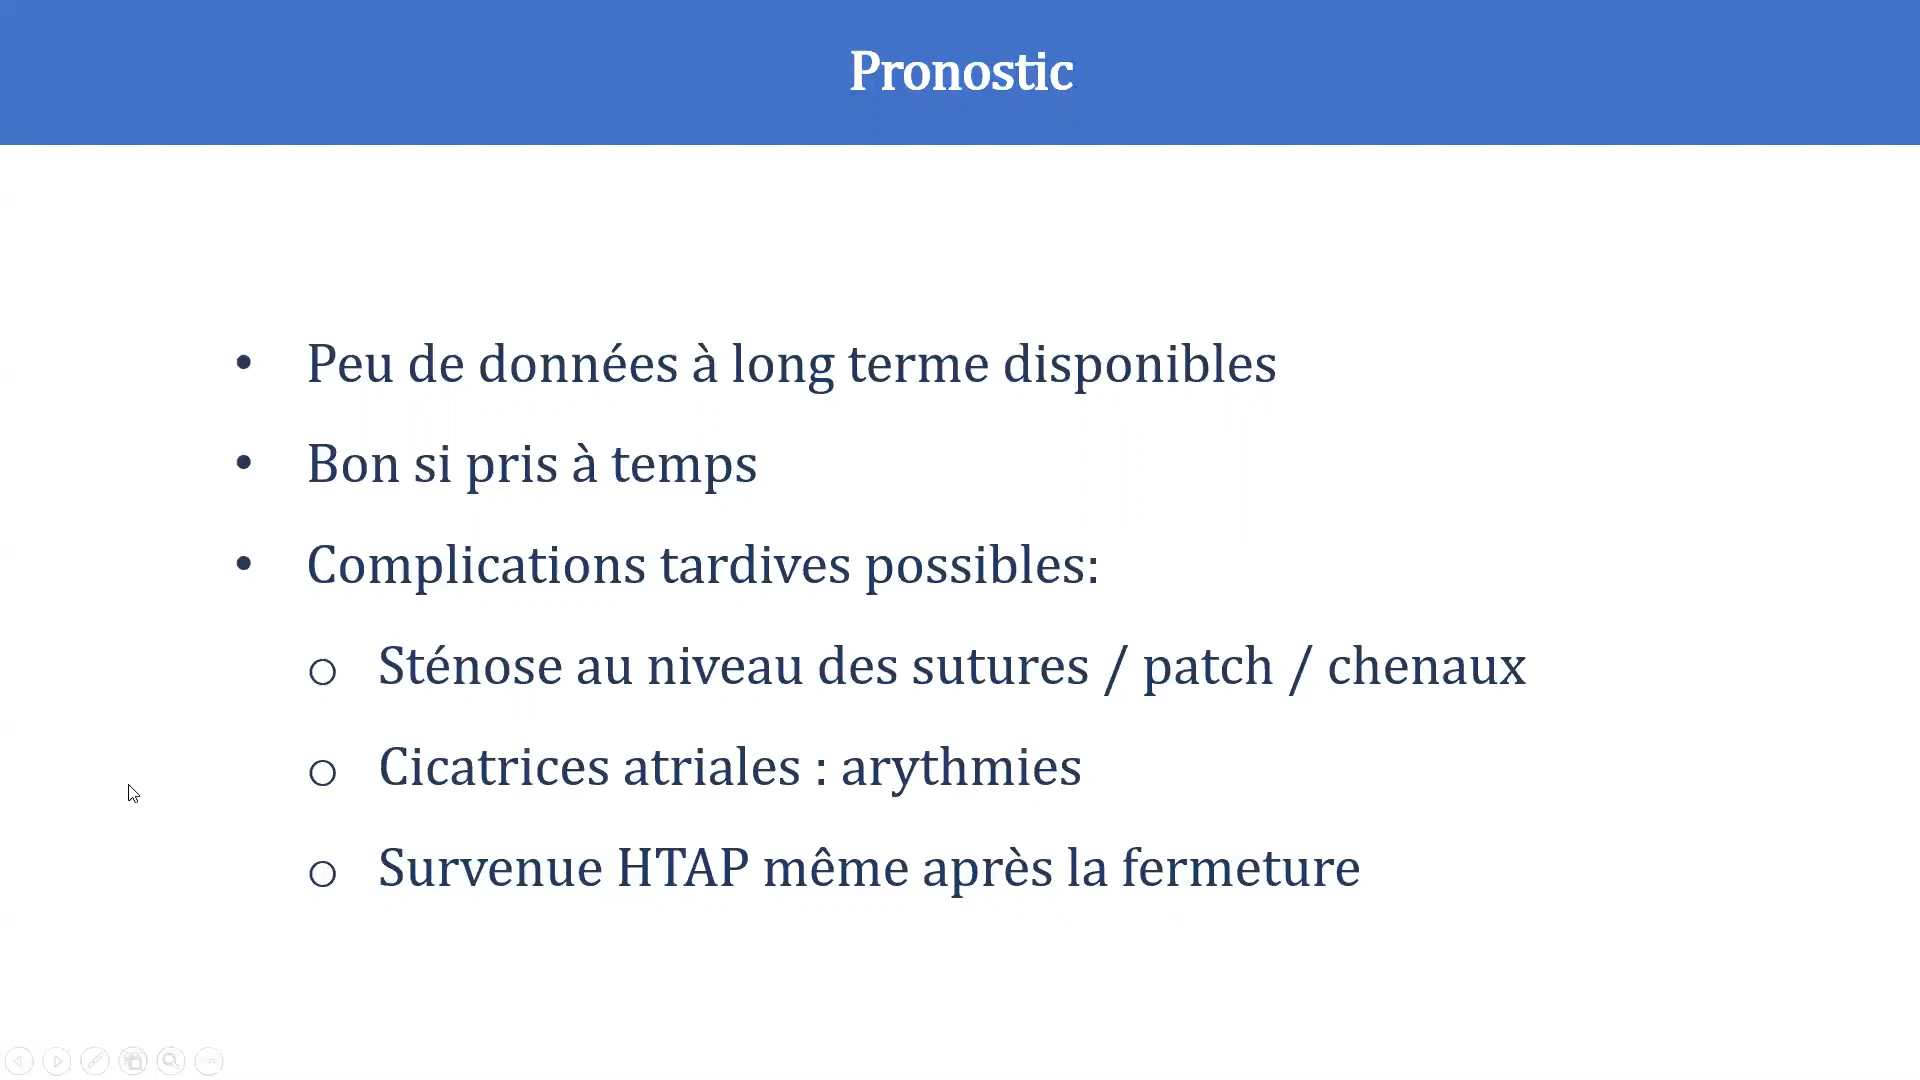 Pronostic
• Peu de données à long terme disponibles
• Bon si pris à temps
• Complications tardives possibles:
o Sténose au niveau des sutures / patch / chenaux
o Cicatrices atriales : arythmies
o Survenue HTAP même après la fermeture